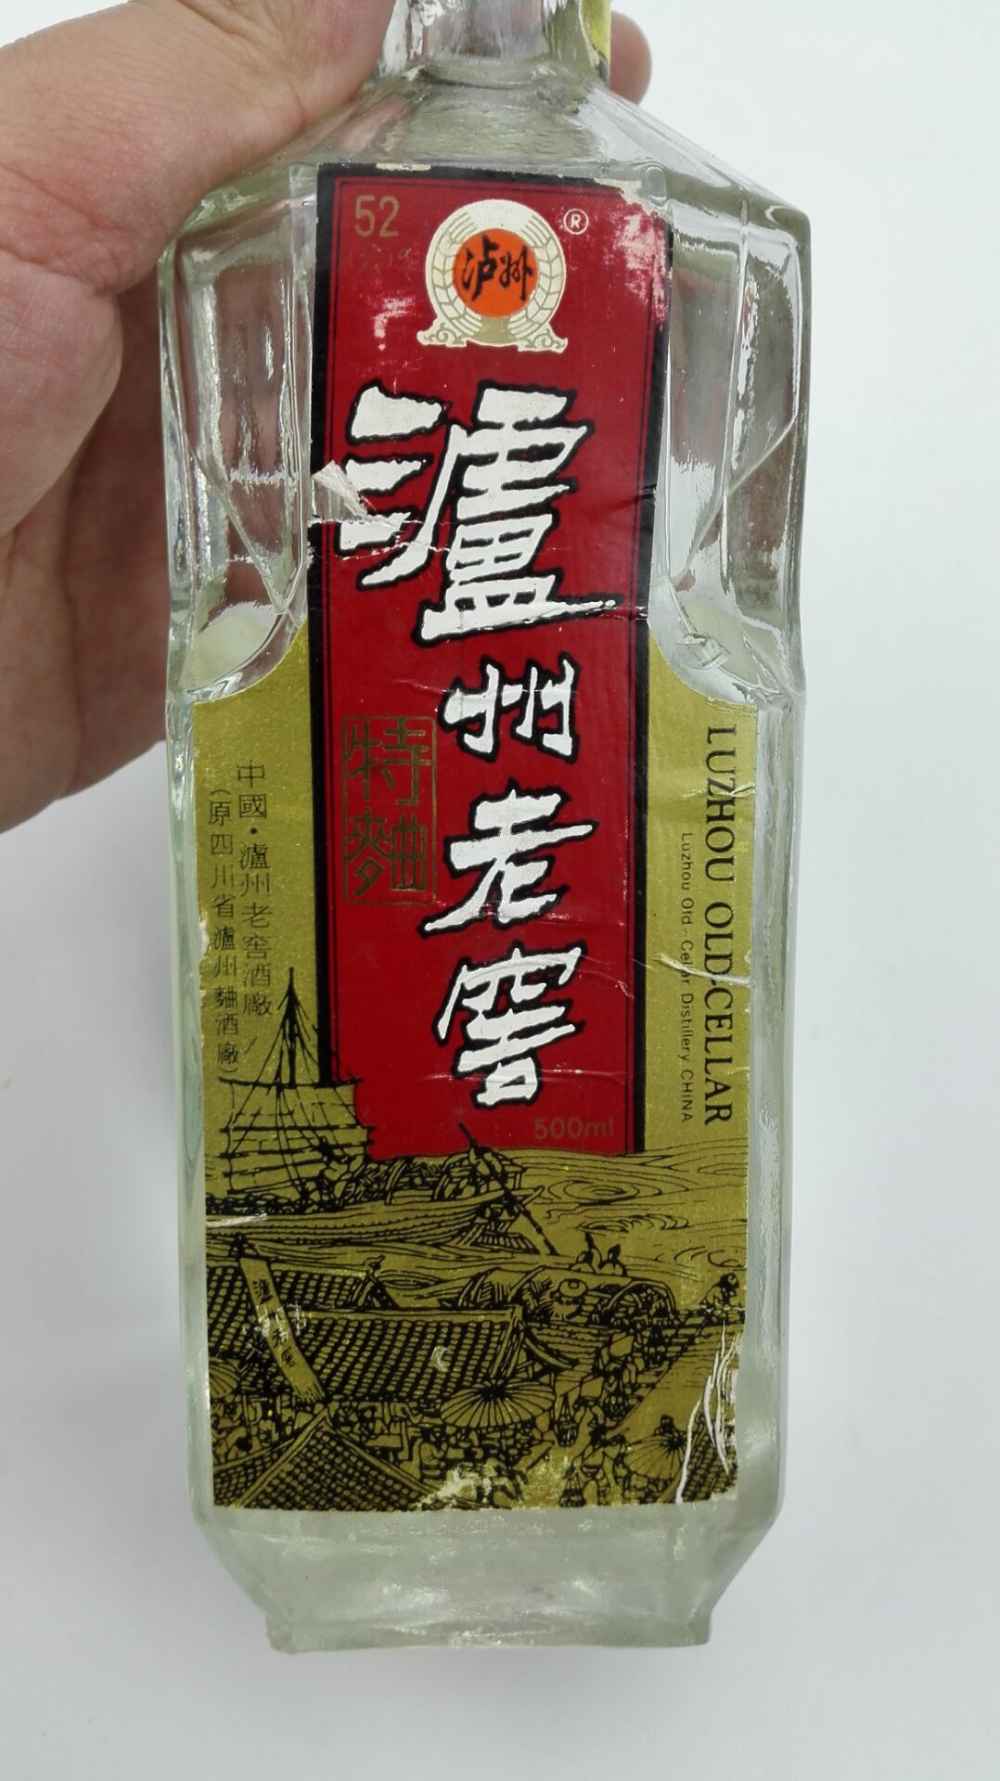 52
泸州
®
瀘州老窖
特麯
中國·瀘州老窖酒廠
(原四川省瀘州麯酒廠)
LUZHOU OLD-CELLAR
Luzhou Old-Cellar Distillery.CHINA
500ml